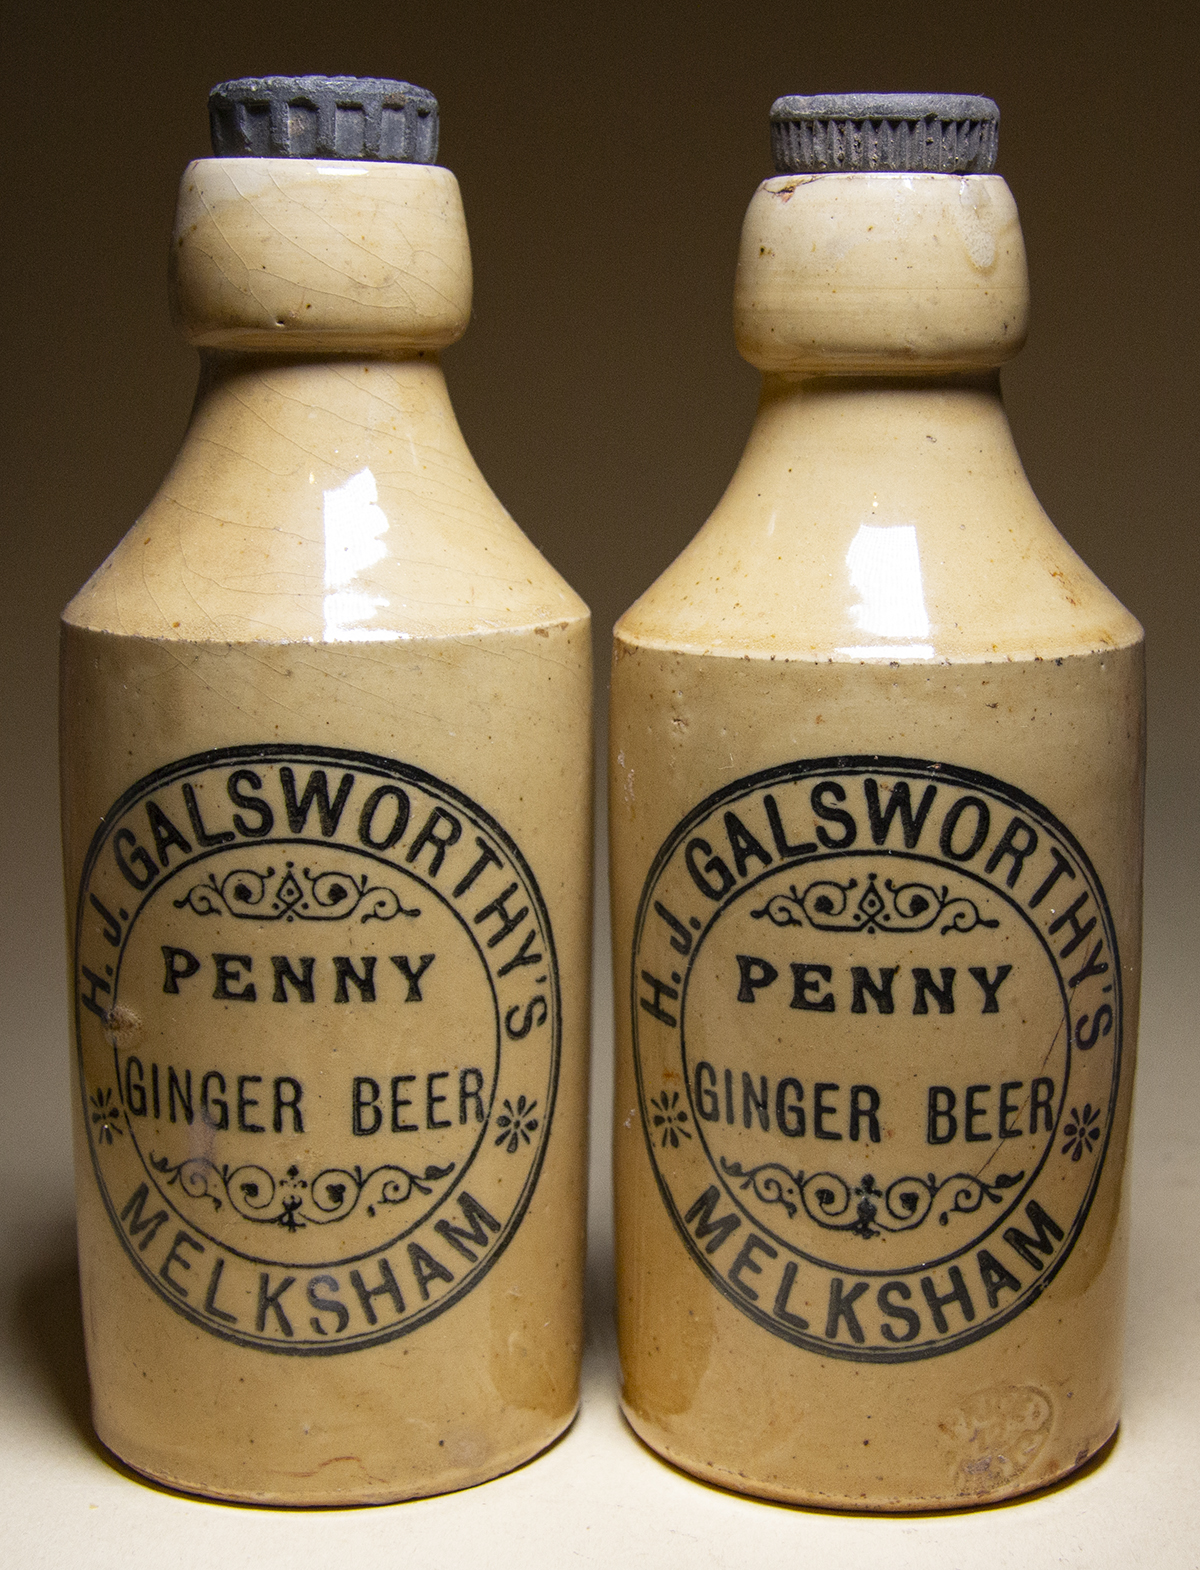 H. J. GALSWORTHY'S
PENNY
GINGER BEER
MELKSHAM
H. J. GALSWORTHY'S
PENNY
GINGER BEER
MELKSHAM